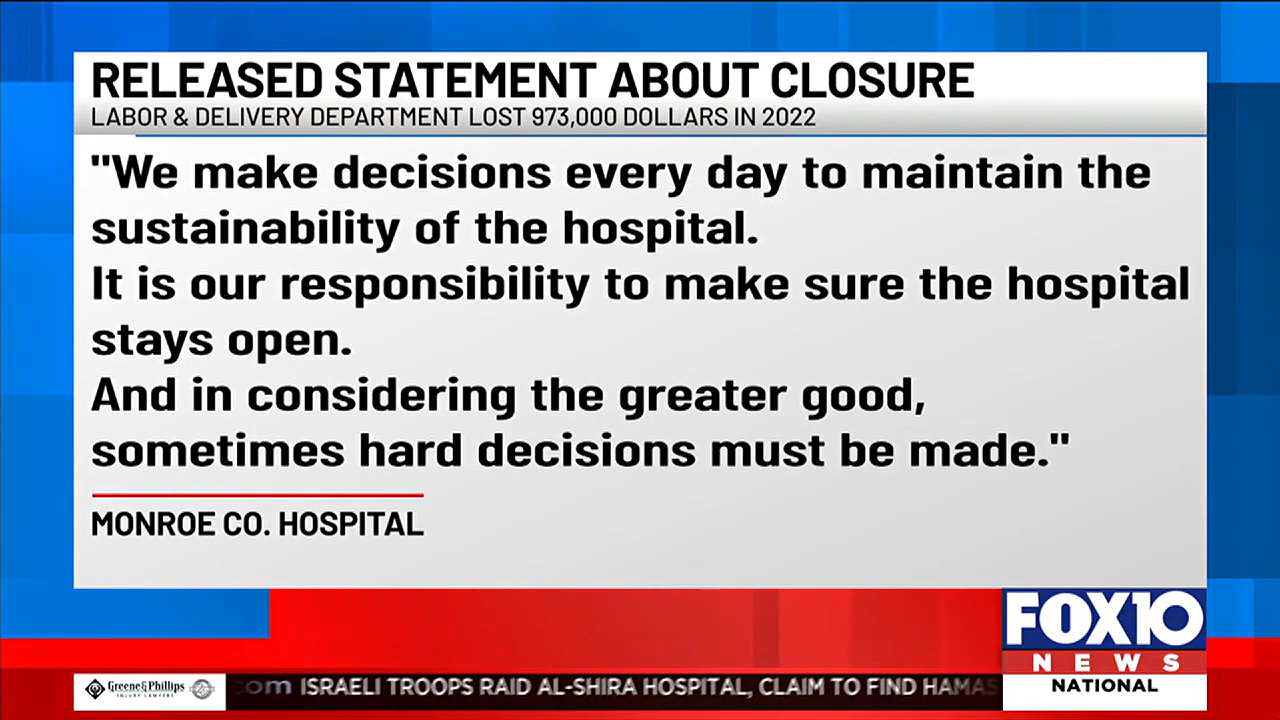 RELEASED STATEMENT ABOUT CLOSURE
LABOR & DELIVERY DEPARTMENT LOST 973,000 DOLLARS IN 2022
"We make decisions every day to maintain the
sustainability of the hospital.
It is our responsibility to make sure the hospital
stays open.
And in considering the greater good,
sometimes hard decisions must be made."
MONROE CO. HOSPITAL
FOX10
NEWS
NATIONAL
Greene & Phillips
INJURY LAWYERS
com ISRAELI TROOPS RAID AL-SHIRA HOSPITAL, CLAIM TO FIND HAMAS